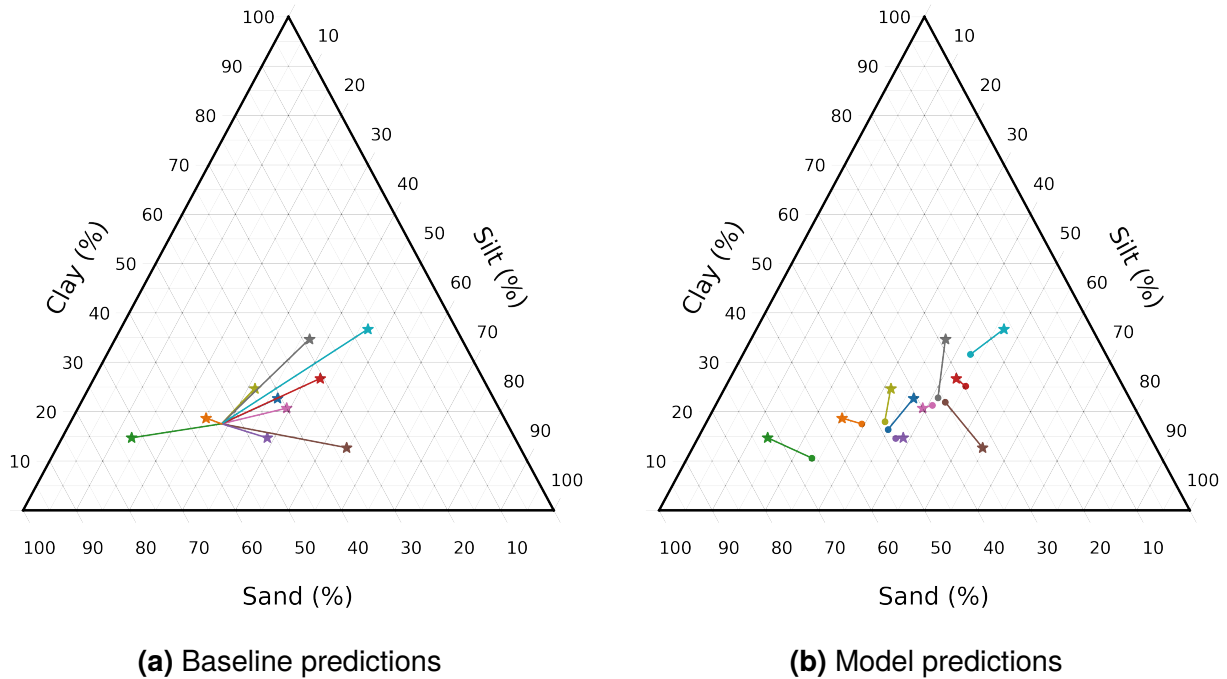 100 10 100 10
90 20 90 20
80 30 80 30
70 40 70 40
60 50 60 50
50 60 50 60
40 70 40 70
30 80 30 80
20 90 20 90
10 100 10 100
Clay (%) Silt (%) Clay (%) Silt (%)
100 90 80 70 60 50 40 30 20 10 100 90 80 70 60 50 40 30 20 10
Sand (%) Sand (%)
(a) Baseline predictions (b) Model predictions